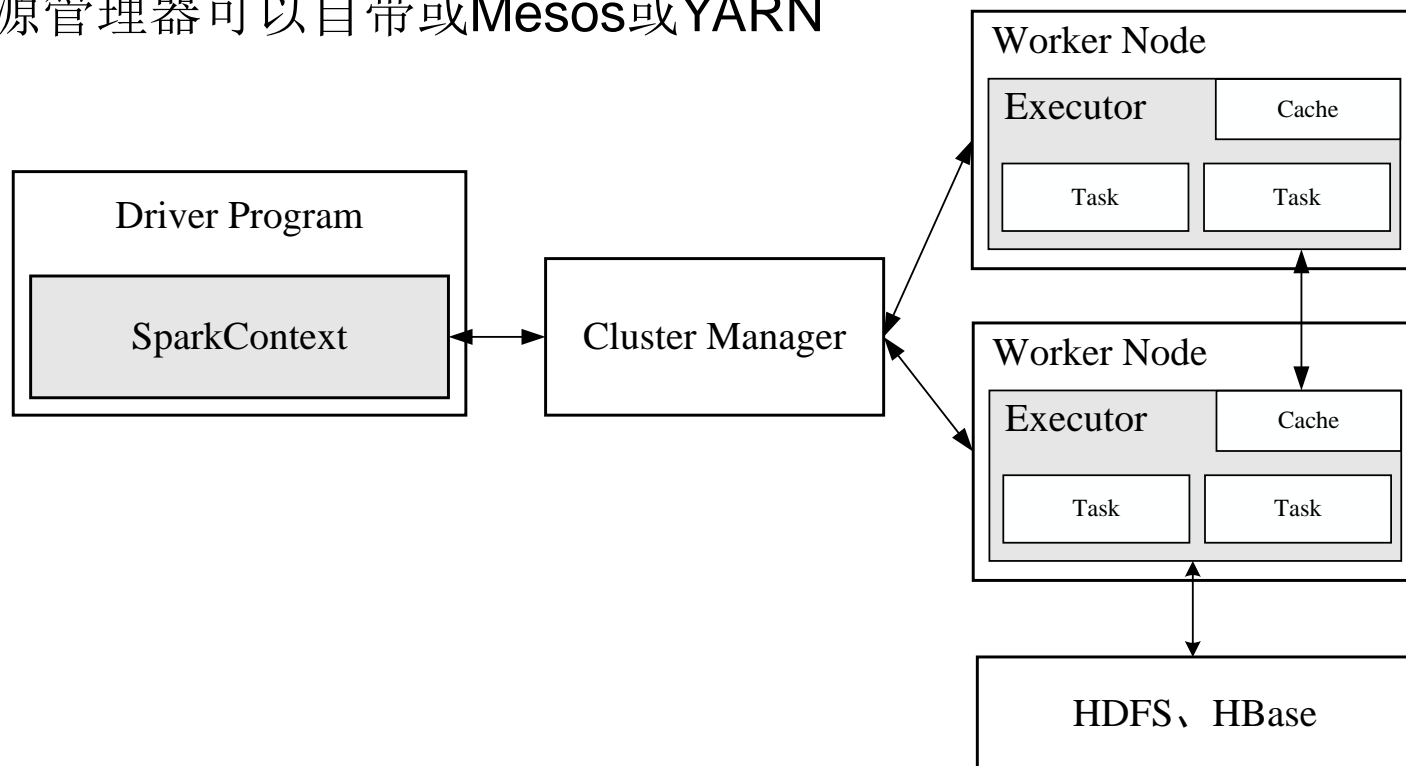 源管理器可以自带或Mesos或YARN
Worker Node
Executor
Cache
Task
Task
Driver Program
SparkContext
Cluster Manager
Worker Node
Executor
Cache
Task
Task
HDFS、HBase